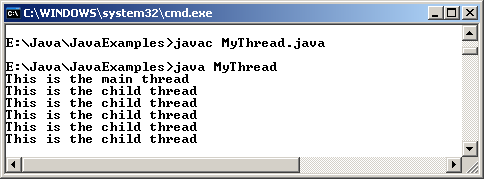 C:\WINDOWS\system32\cmd.exe
E:\Java\JavaExamples>javac MyThread.java
E:\Java\JavaExamples>java MyThread
This is the main thread
This is the child thread
This is the child thread
This is the child thread
This is the child thread
This is the child thread